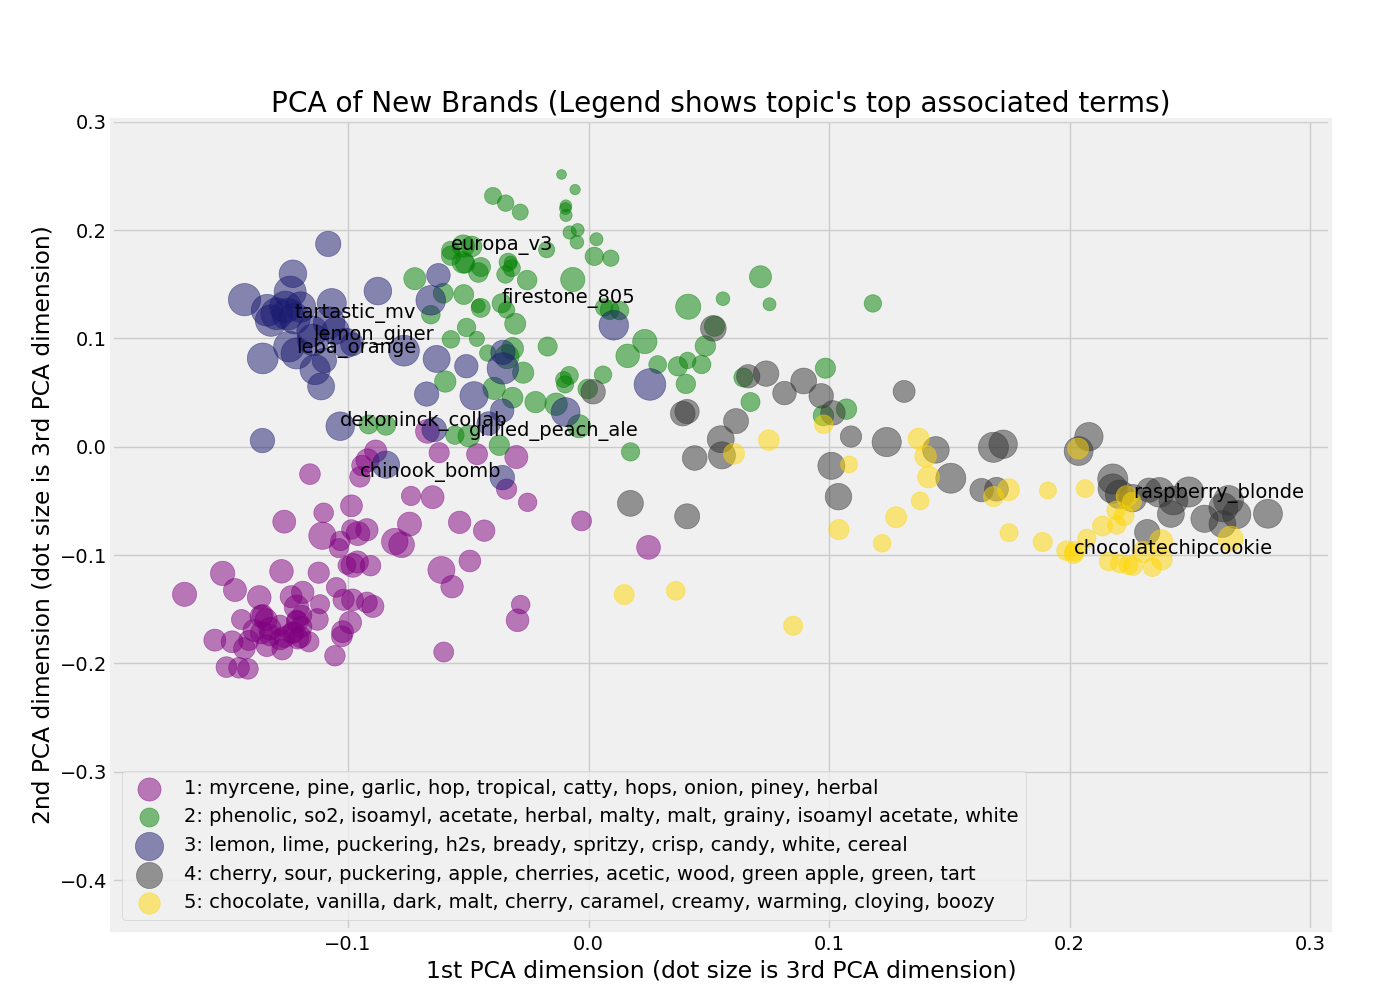 PCA of New Brands (Legend shows topic's top associated terms)
2nd PCA dimension (dot size is 3rd PCA dimension)
0.3
0.2
0.1
0.0
−0.1
−0.2
−0.3
−0.4
europa_v3
firestone_805
tartastic_mv
lemon_giner
leba_orange
dekoninck_collab
grilled_peach_ale
chinook_bomb
raspberry_blonde
chocolatechipcookie
1: myrcene, pine, garlic, hop, tropical, catty, hops, onion, piney, herbal
2: phenolic, so2, isoamyl, acetate, herbal, malty, malt, grainy, isoamyl acetate, white
3: lemon, lime, puckering, h2s, bready, spritzy, crisp, candy, white, cereal
4: cherry, sour, puckering, apple, cherries, acetic, wood, green apple, green, tart
5: chocolate, vanilla, dark, malt, cherry, caramel, creamy, warming, cloying, boozy
−0.1 0.0 0.1 0.2 0.3
1st PCA dimension (dot size is 3rd PCA dimension)